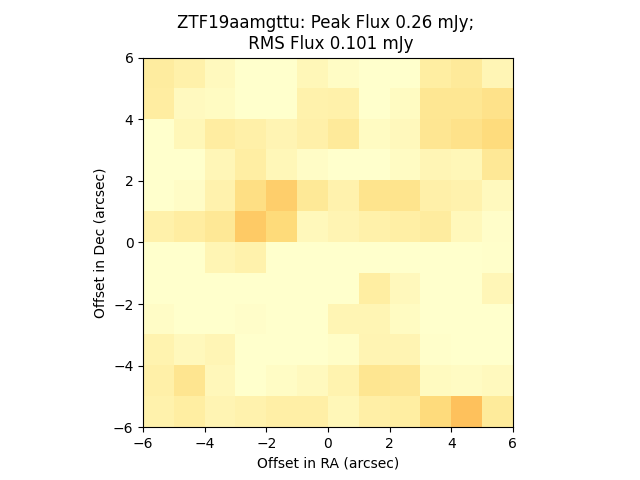 ZTF19aamgttu: Peak Flux 0.26 mJy;
RMS Flux 0.101 mJy
6
4
2
0
−2
−4
−6
Offset in Dec (arcsec)
−6 −4 −2 0 2 4 6
Offset in RA (arcsec)